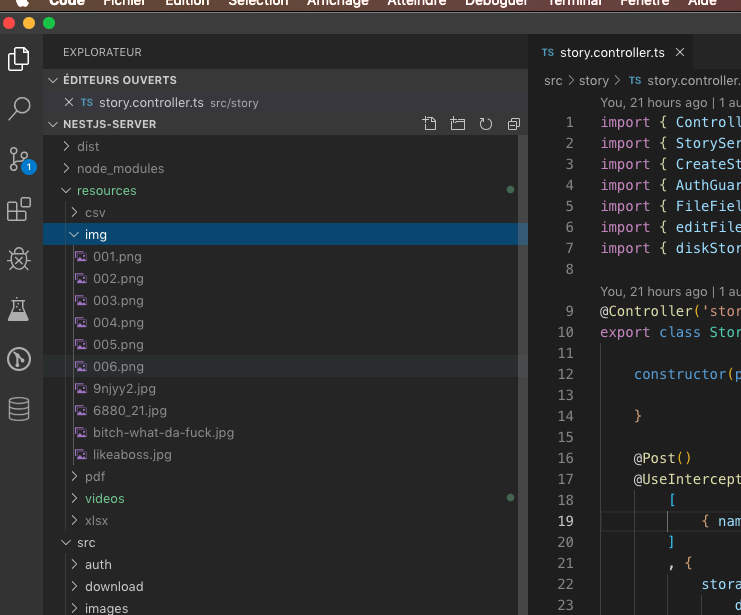 Code Fichier Édition Sélection Affichage Atteindre Déboguer Terminal Fenêtre Aide
EXPLORATEUR
ÉDITEURS OUVERTS
TS story.controller.ts src/story
NESTJS-SERVER
dist
node_modules
resources
csv
img
001.png
002.png
003.png
004.png
005.png
006.png
9njyy2.jpg
6880_21.jpg
bitch-what-da-fuck.jpg
likeaboss.jpg
pdf
videos
xlsx
src
auth
download
images
1
TS story.controller.ts
src > story > TS story.controller.
You, 21 hours ago | 1 au
1 import { Controll
2 import { StorySer
3 import { CreateSt
4 import { AuthGuar
5 import { FileFiel
6 import { editFile
7 import { diskStor
8
You, 21 hours ago | 1 au
9 @Controller('stor
10 export class Stor
11
12 constructor(p
13
14 }
15
16 @Post()
17 @UseIntercept
18 [
19 { nam
20 ]
21 , {
22 stora
23 d